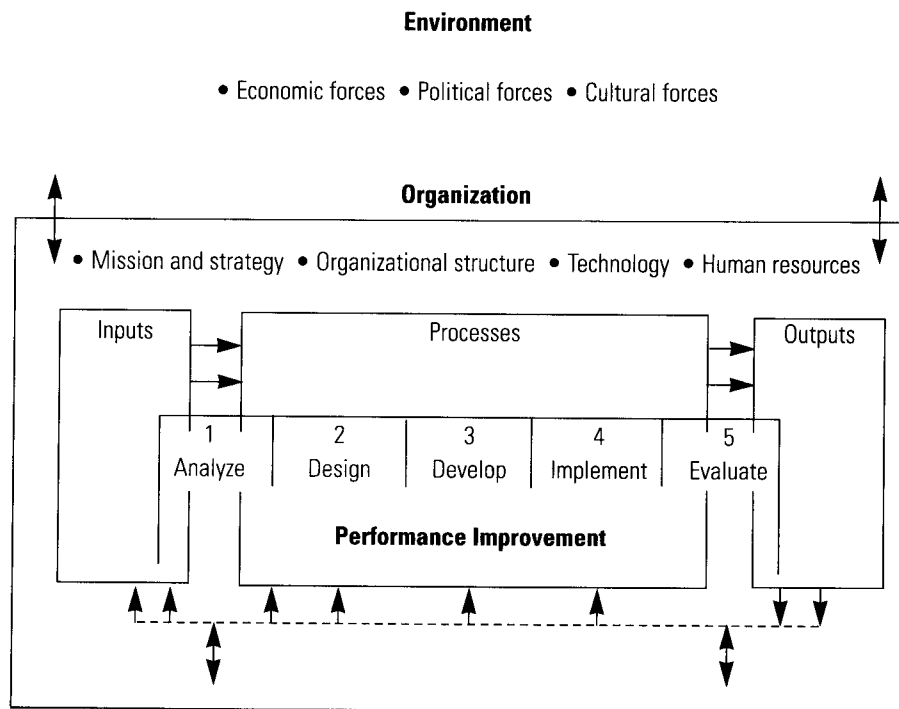 Environment
• Economic forces • Political forces • Cultural forces
Organization
• Mission and strategy • Organizational structure • Technology • Human resources
Inputs Processes Outputs
1 2 3 4 5
Analyze Design Develop Implement Evaluate
Performance Improvement